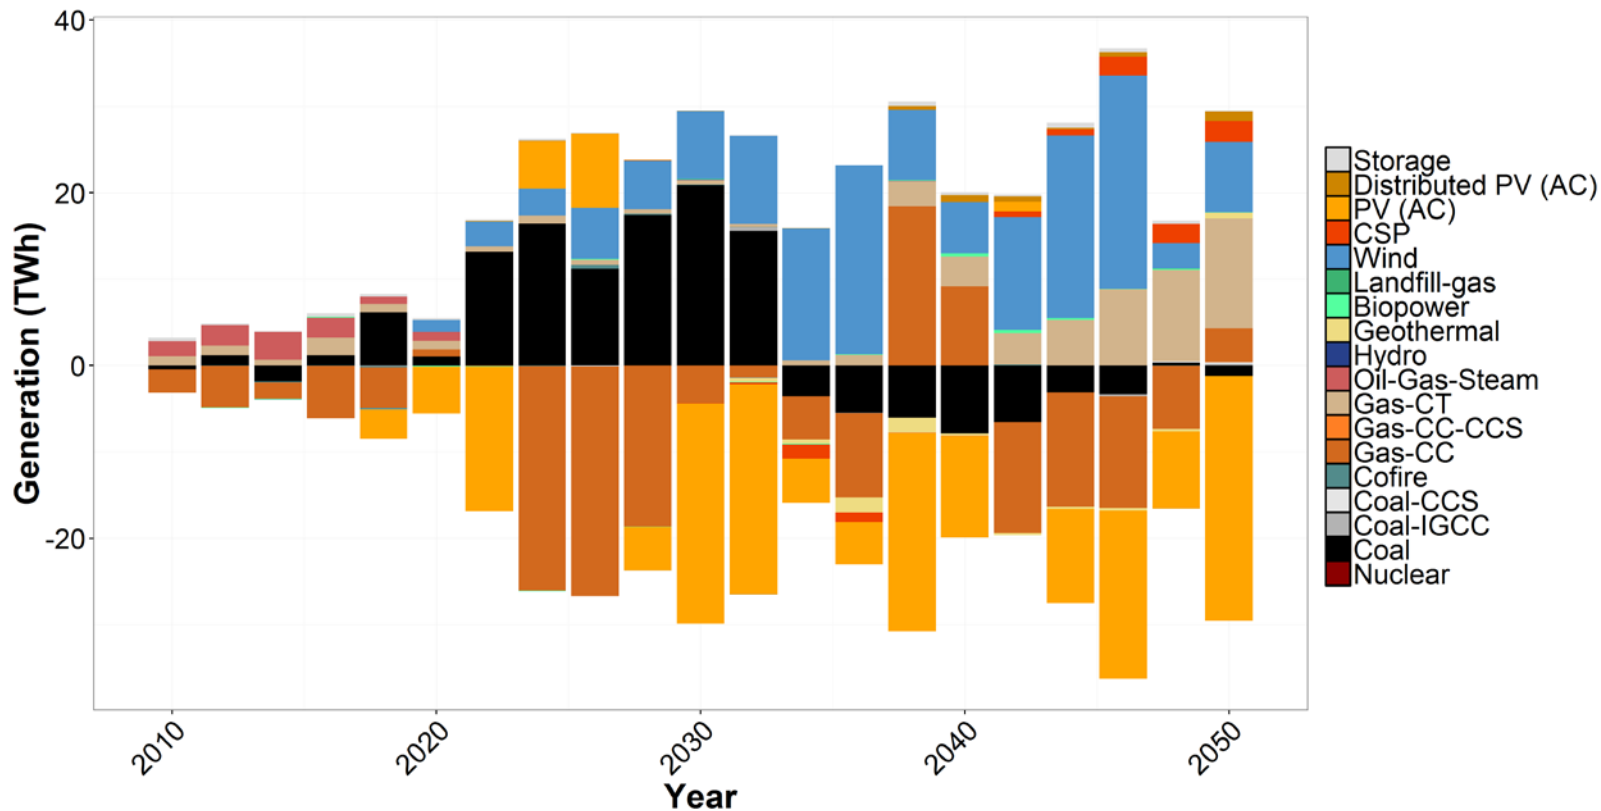 Generation (TWh)
40
20
0
-20
2010
2020
2030
2040
2050
Year
Storage
Distributed PV (AC)
PV (AC)
CSP
Wind
Landfill-gas
Biopower
Geothermal
Hydro
Oil-Gas-Steam
Gas-CT
Gas-CC-CCS
Gas-CC
Cofire
Coal-CCS
Coal-IGCC
Coal
Nuclear